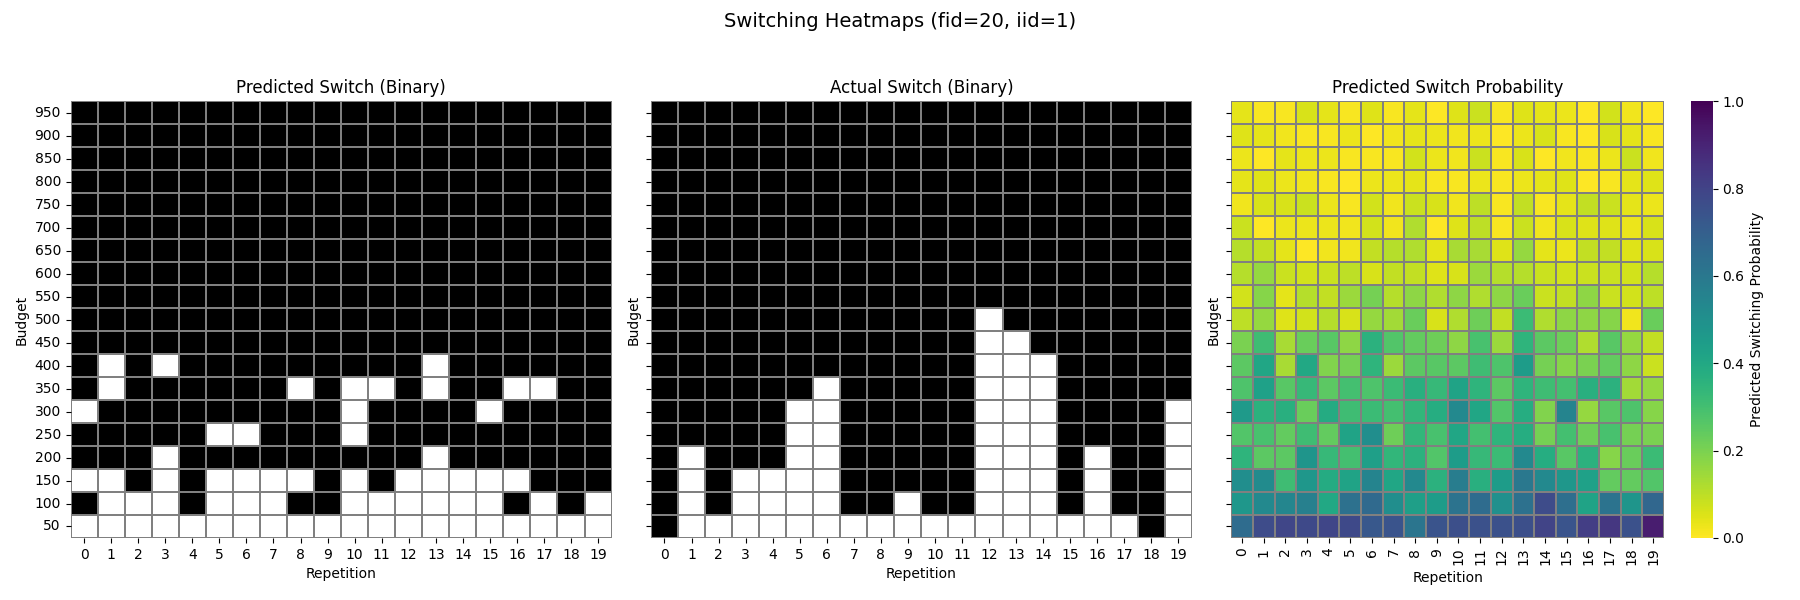 Switching Heatmaps (fid=20, iid=1)
Predicted Switch (Binary)
Budget
950
900
850
800
750
700
650
600
550
500
450
400
350
300
250
200
150
100
50
0 1 2 3 4 5 6 7 8 9 10 11 12 13 14 15 16 17 18 19
Repetition
Actual Switch (Binary)
Budget
0 1 2 3 4 5 6 7 8 9 10 11 12 13 14 15 16 17 18 19
Repetition
Predicted Switch Probability
Budget
0 1 2 3 4 5 6 7 8 9 10 11 12 13 14 15 16 17 18 19
Repetition
1.0
0.8
0.6
0.4
0.2
0.0
Predicted Switching Probability